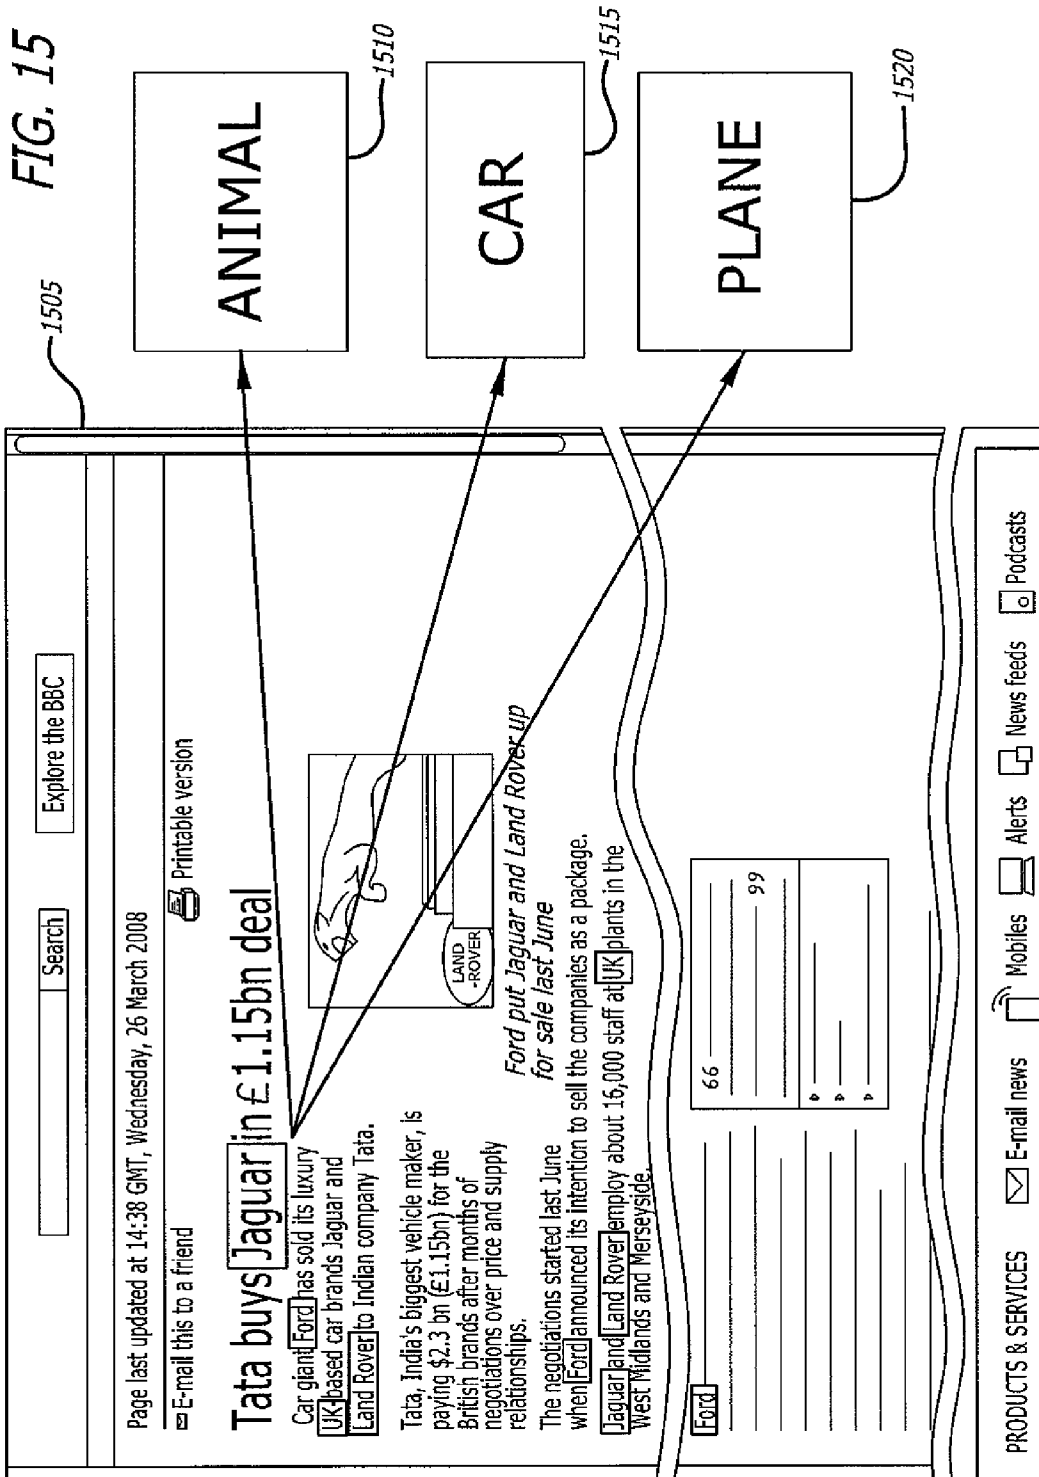 FIG. 15
1505
Search
Explore the BBC
Page last updated at 14:38 GMT, Wednesday, 26 March 2008
E-mail this to a friend
Printable version
Tata buys Jaguar in £1.15bn deal
Car giant Ford has sold its luxury
UK-based car brands Jaguar and
Land Rover to Indian company Tata.
Tata, India's biggest vehicle maker, is
paying $2.3 bn (£1.15bn) for the
British brands after months of
negotiations over price and supply
relationships.
LAND
-ROVER
Ford put Jaguar and Land Rover up
for sale last June
The negotiations started last June
when Ford announced its intention to sell the companies as a package.
Jaguar and Land Rover employ about 16,000 staff at UK plants in the
West Midlands and Merseyside.
Ford
66
99
PRODUCTS & SERVICES
E-mail news
Mobiles
Alerts
News feeds
Podcasts
ANIMAL
1510
CAR
1515
PLANE
1520